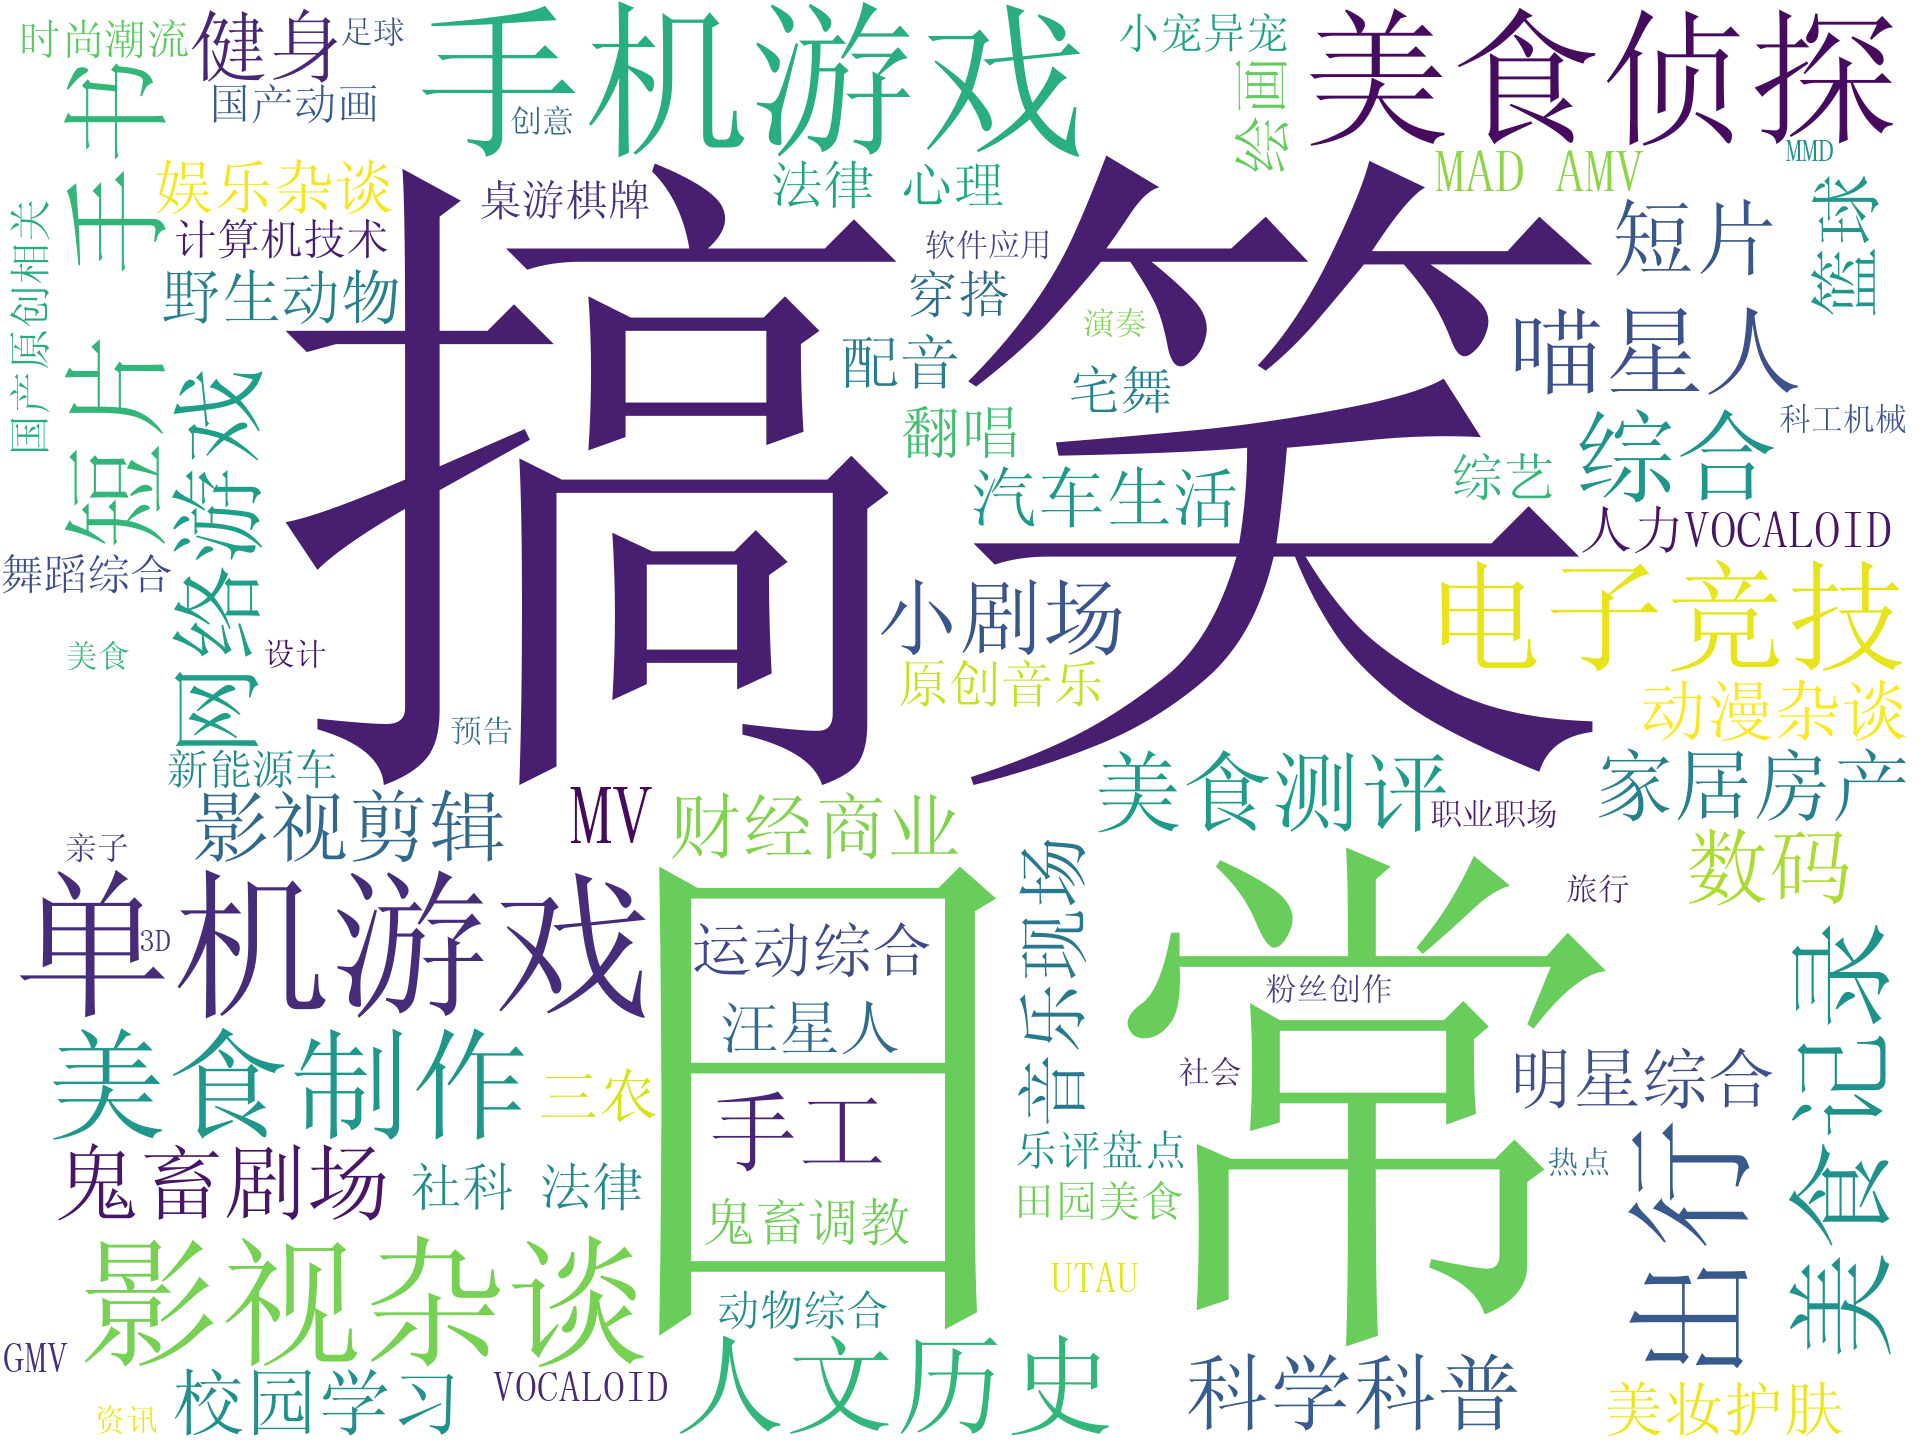 时尚潮流
健身
足球
手机游戏
小宠异宠
美食侦探
国产动画
创意
手书
绘画
MAD AMV
MMD
娱乐杂谈
桌游棋牌
法律 心理
短片
篮球
计算机技术
软件应用
国产原创相关
野生动物
穿搭
搞笑
演奏
喵星人
配音
宅舞
短片
网络游戏
翻唱
综合
科工机械
汽车生活
综艺
人力VOCALOID
舞蹈综合
小剧场
电子竞技
美食
设计
原创音乐
动漫杂谈
预告
新能源车
美食测评
家居房产
影视剪辑
MV
财经商业
职业职场
亲子
数码
单机游戏
3D
日常
音乐现场
旅行
运动综合
粉丝创作
美食记录
汪星人
美食制作
三农
社会
明星综合
手工
鬼畜剧场
社科 法律
乐评盘点
热点
出行
鬼畜调教
田园美食
影视杂谈
UTAU
动物综合
GMV
人文历史
科学科普
校园学习
VOCALOID
美妆护肤
资讯